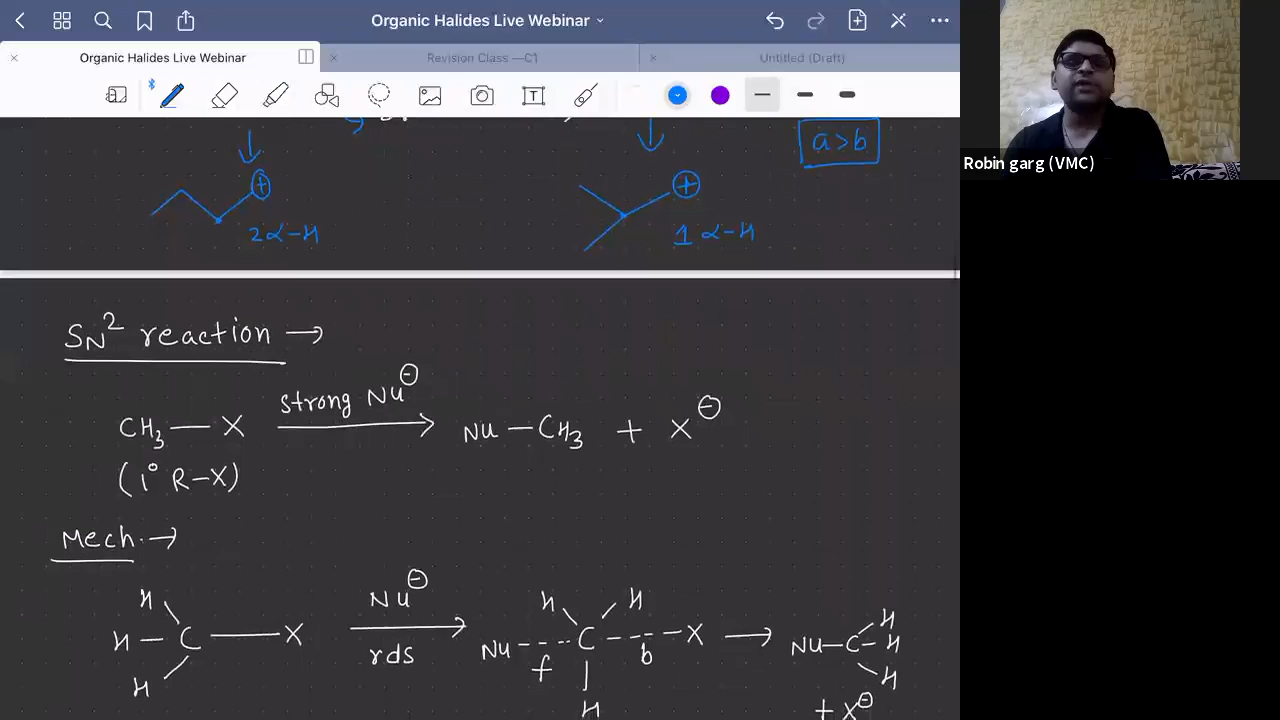 Organic Halides Live Webinar
Organic Halides Live Webinar
Revision Class —C1
Untitled (Draft)
T
Robin garg (VMC)
a>b
⊕
2α-H
⊕
1 α-H
SN² reaction →
CH₃—X strong Nu⊖ → Nu—CH₃ + X⊖
(1° R-X)
Mech. →
H H—C—X H
Nu⊖ → rds
H H Nu---C---X f b H →
Nu—C—H H H
+ X⊖